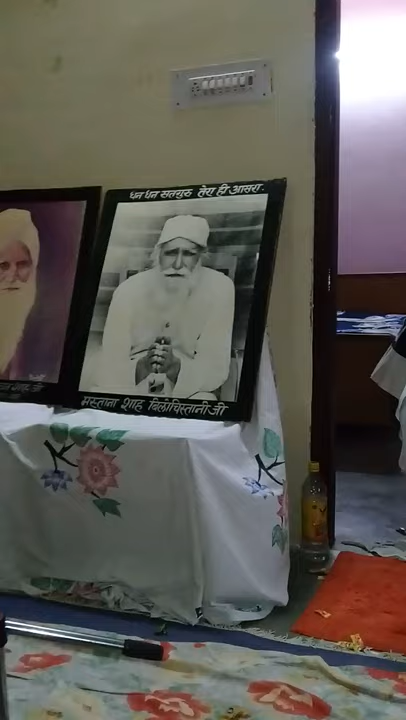 धन धन सतगुरु तेरा ही आसरा.
मस्ताना शाह बिलोचिस्तानी जी
शाह जी